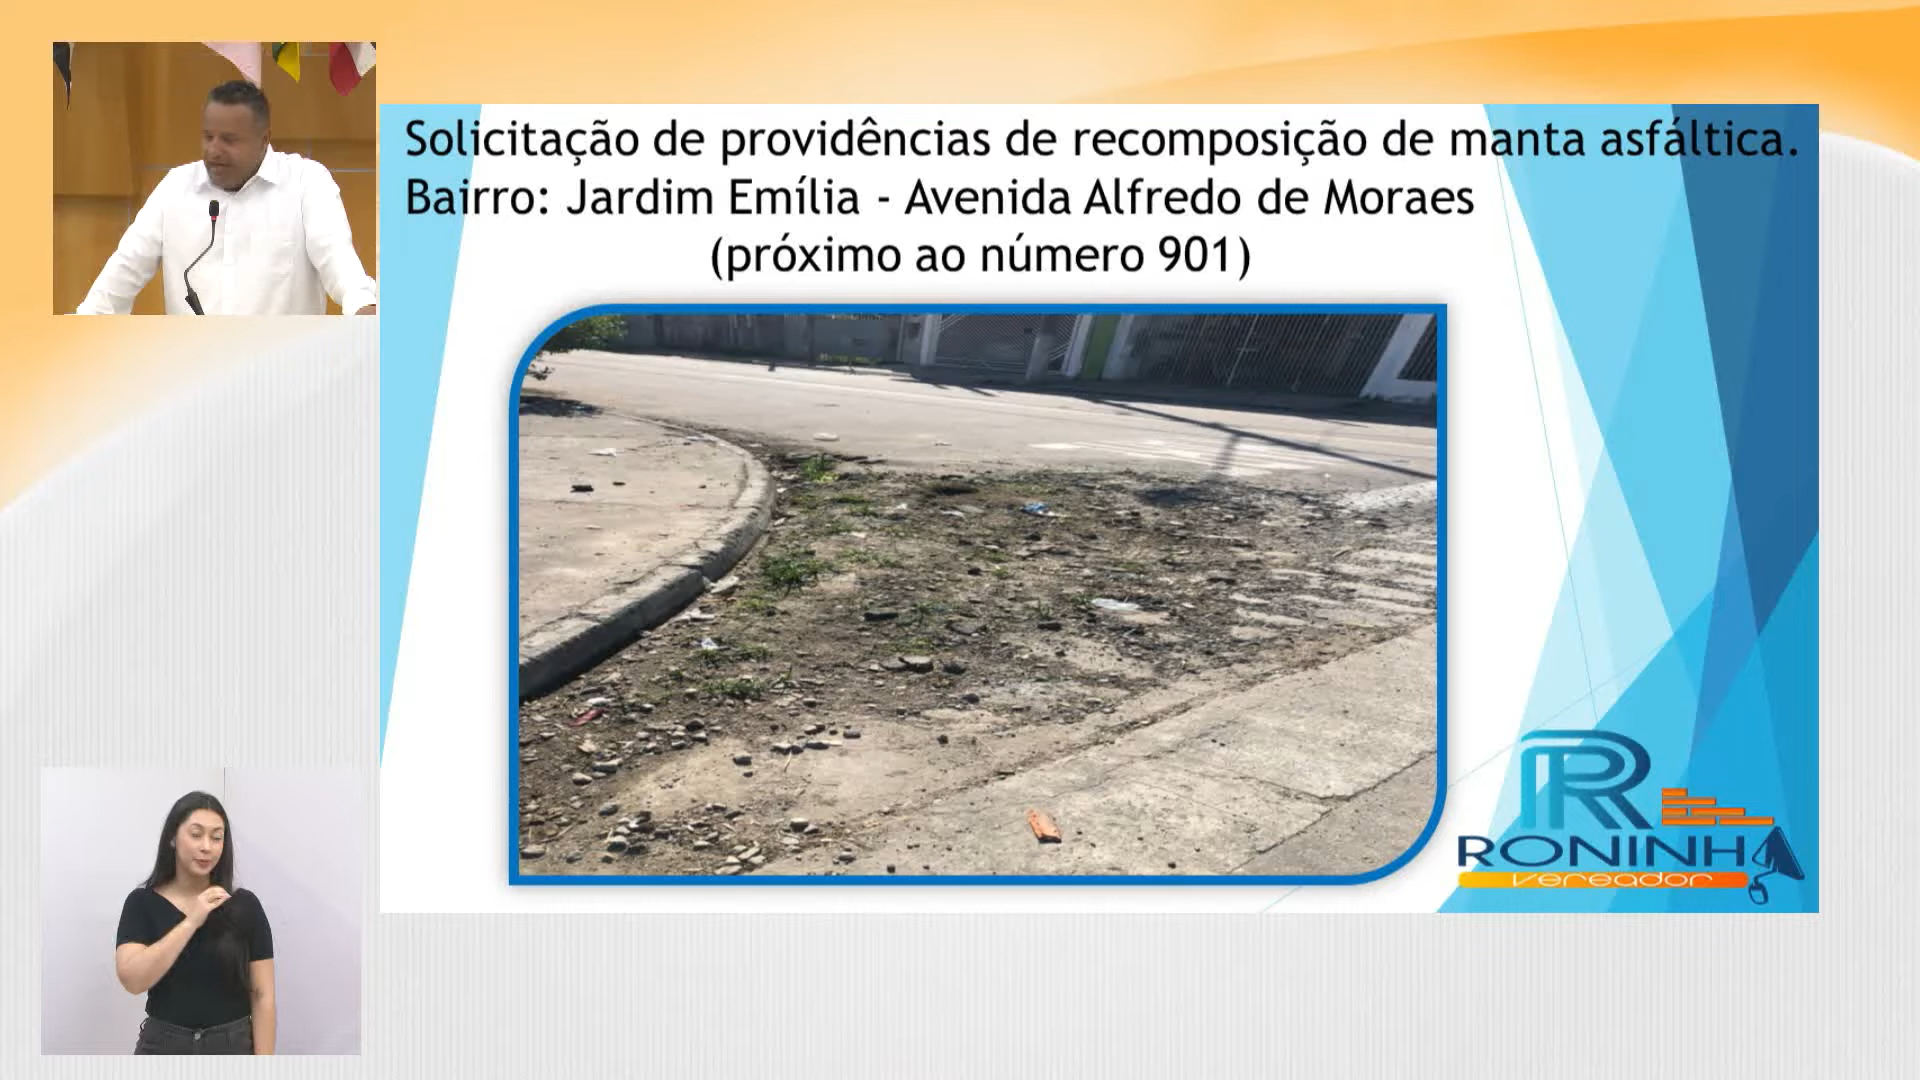 Solicitação de providências de recomposição de manta asfáltica.
Bairro: Jardim Emília - Avenida Alfredo de Moraes
(próximo ao número 901)
RR
RONINHA
vereador